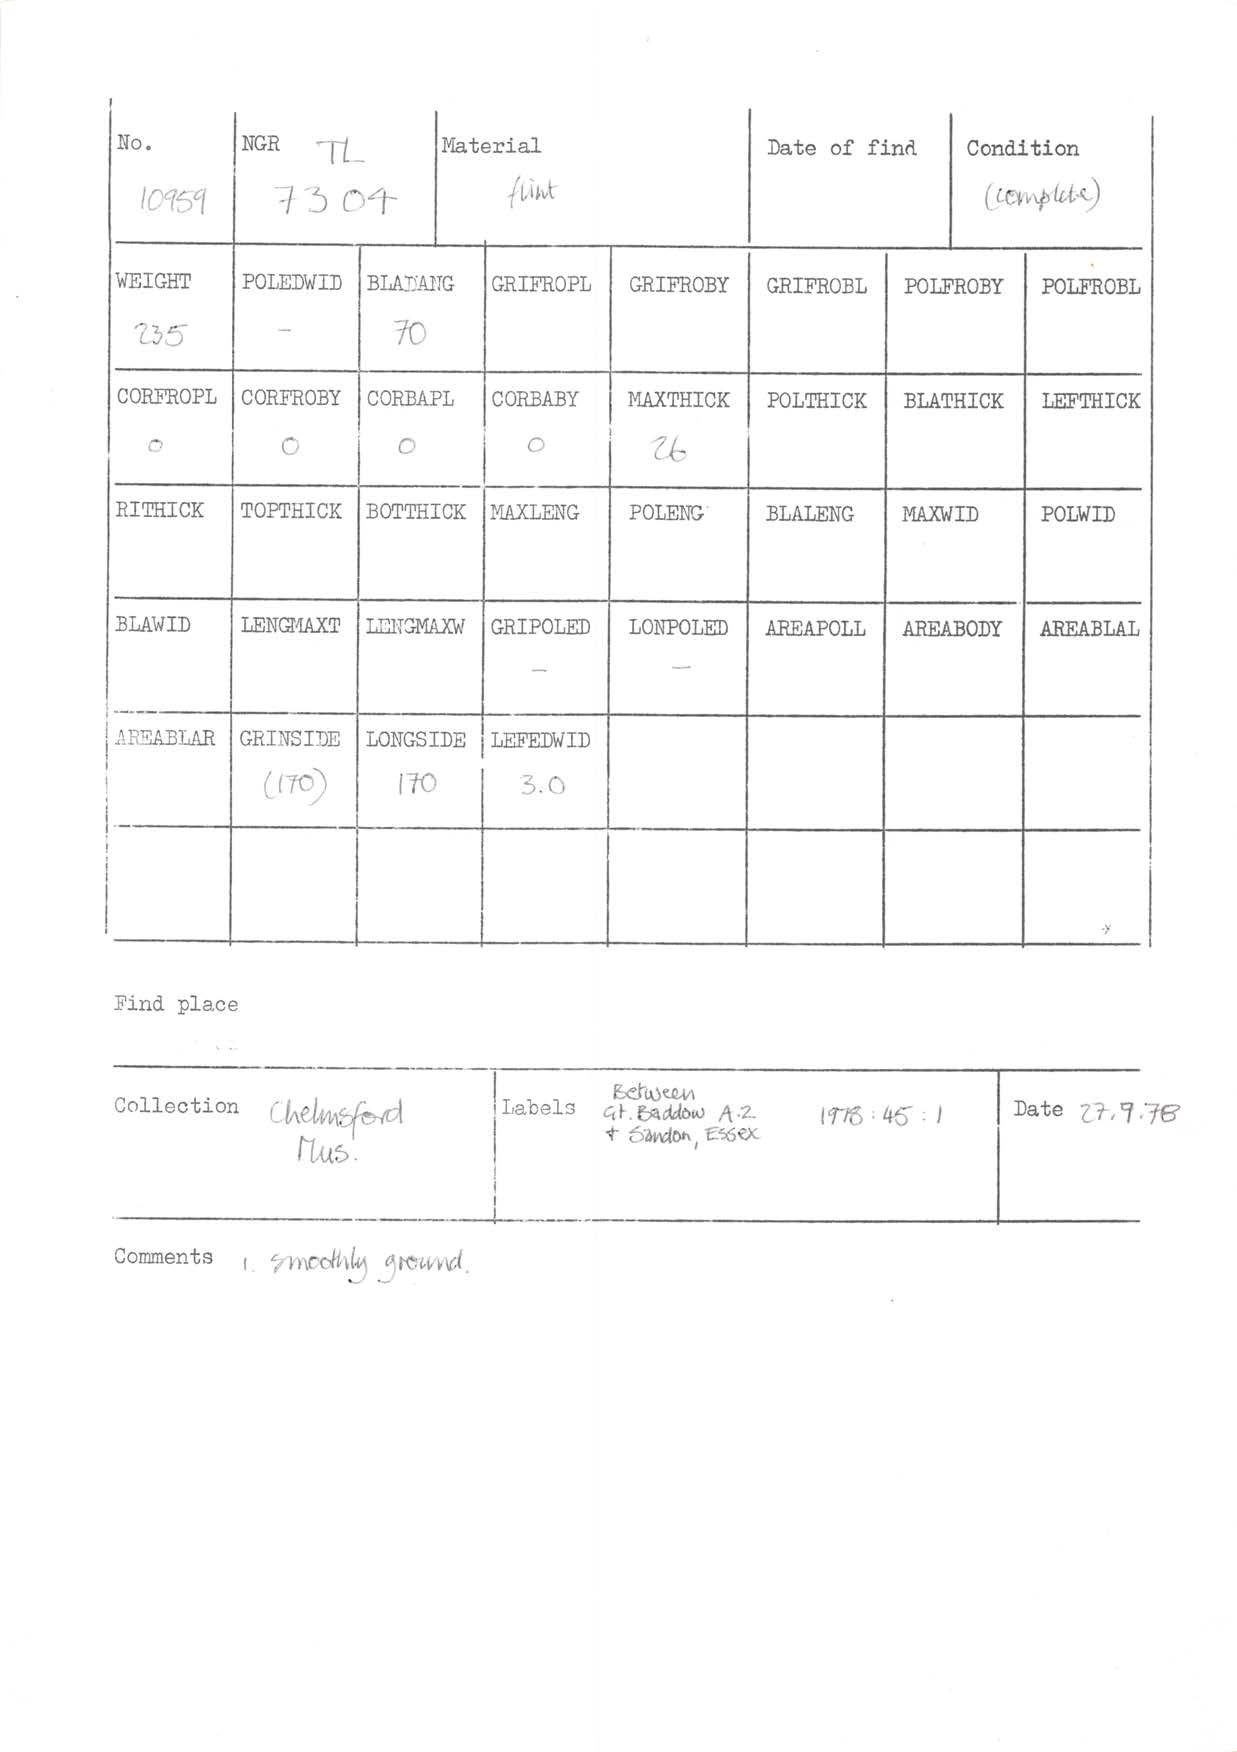 No. NGR TL Material Date of find Condition
10959 7304 flint (complete)
WEIGHT POLEDWID BLADANG GRIFROPL GRIFROBY GRIFROBL POLFROBY POLFROBL
235 - 70
CORFROPL CORFROBY CORBAPL CORBABY MAXTHICK POLTHICK BLATHICK LEFTHICK
0 0 0 0 26
RITHICK TOPTHICK BOTTHICK MAXLENG POLENG BLALENG MAXWID POLWID
BLAWID LENGMAXT LENGMAXW GRIPOLED LONPOLED AREAPOLL AREABODY AREABLAL
- -
AREABLAR GRINSIDE LONGSIDE LEFEDWID
(170) 170 3.0
Find place
Collection Chelmsford
Mus.
Labels Between
Gt. Baddow A.2
+ Sandon, Essex
1978:45:1
Date 27.9.78
Comments 1. smoothly ground.